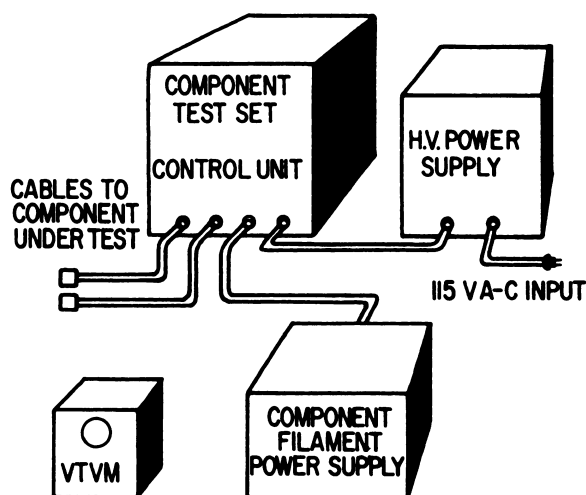 COMPONENT
TEST SET
CONTROL UNIT
H.V. POWER
SUPPLY
CABLES TO
COMPONENT
UNDER TEST
115 V A-C INPUT
COMPONENT
FILAMENT
POWER SUPPLY
VTVM